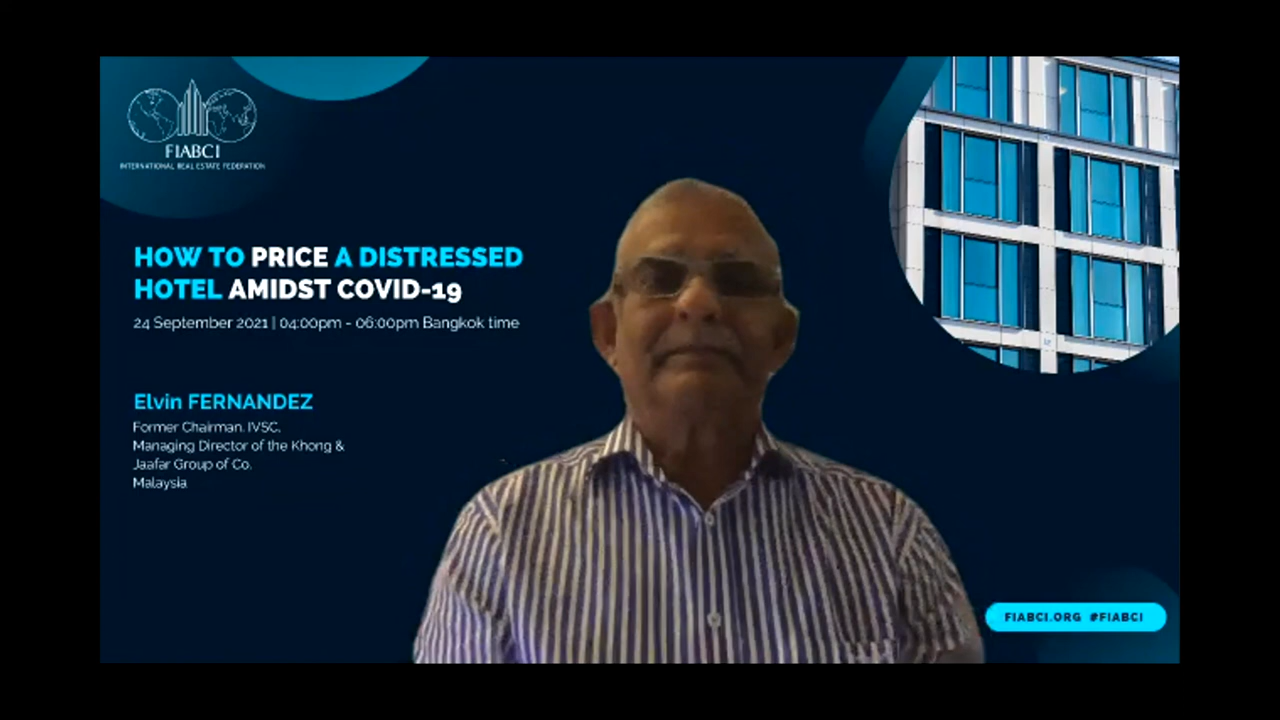 FIABCI
INTERNATIONAL REAL ESTATE FEDERATION
HOW TO PRICE A DISTRESSED
HOTEL AMIDST COVID-19
24 September 2021 | 04:00pm - 06:00pm Bangkok time
Elvin FERNANDEZ
Former Chairman, IVSC,
Managing Director of the Khong &
Jaafar Group of Co.
Malaysia
FIABCI.ORG #FIABCI